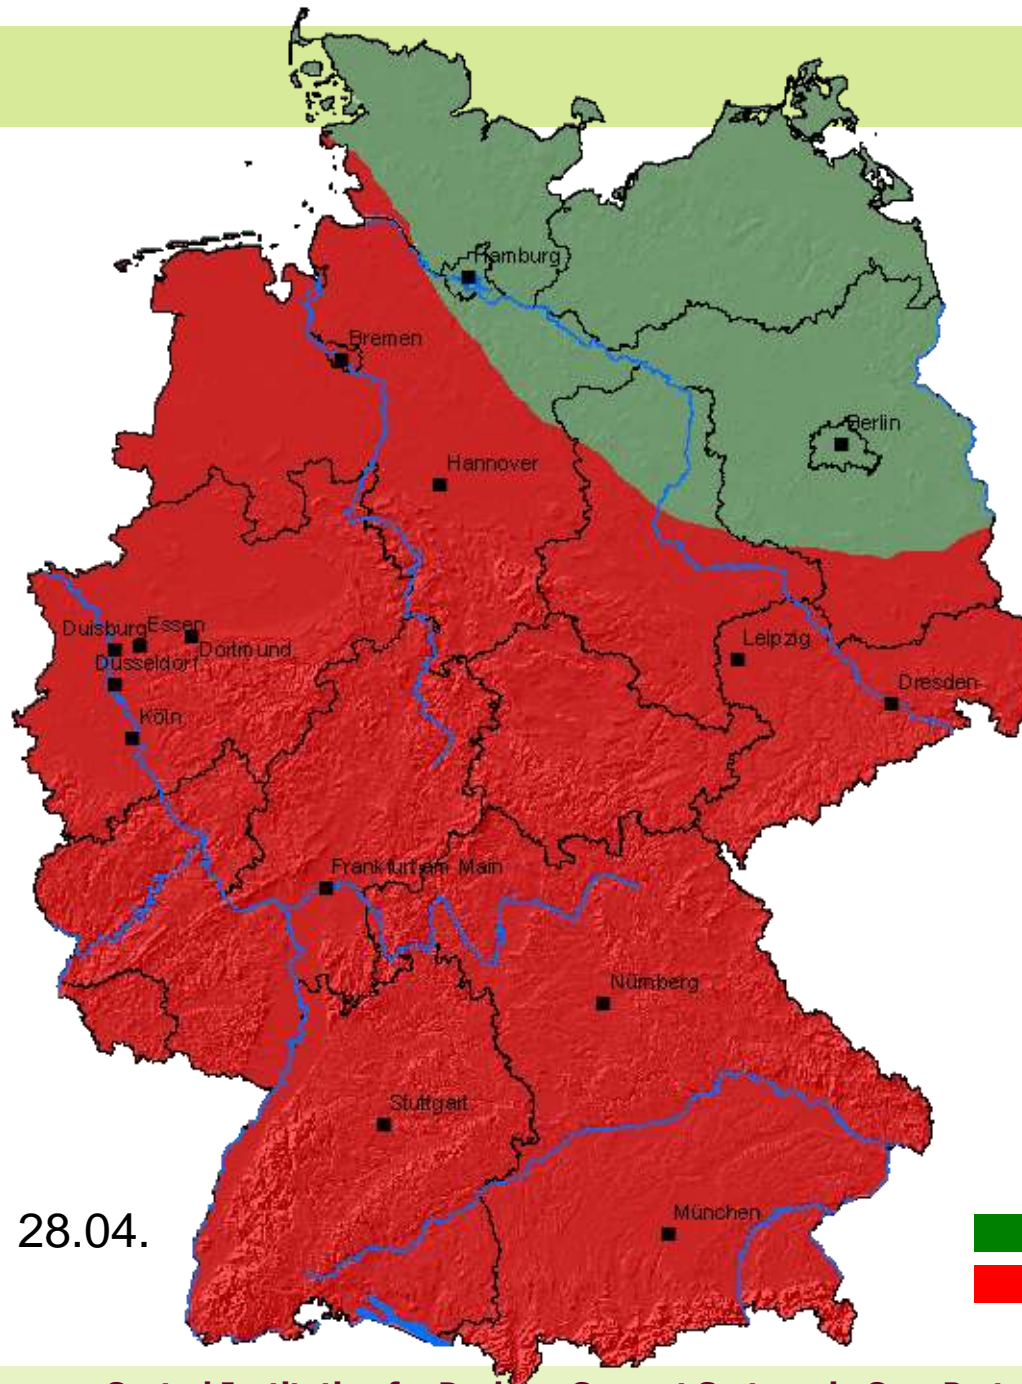 Hamburg
Bremen
Berlin
Hannover
Duisburg Essen
Dortmund
Düsseldorf
Leipzig
Dresden
Köln
Frankfurt am Main
Nürnberg
Stuttgart
München
28.04.